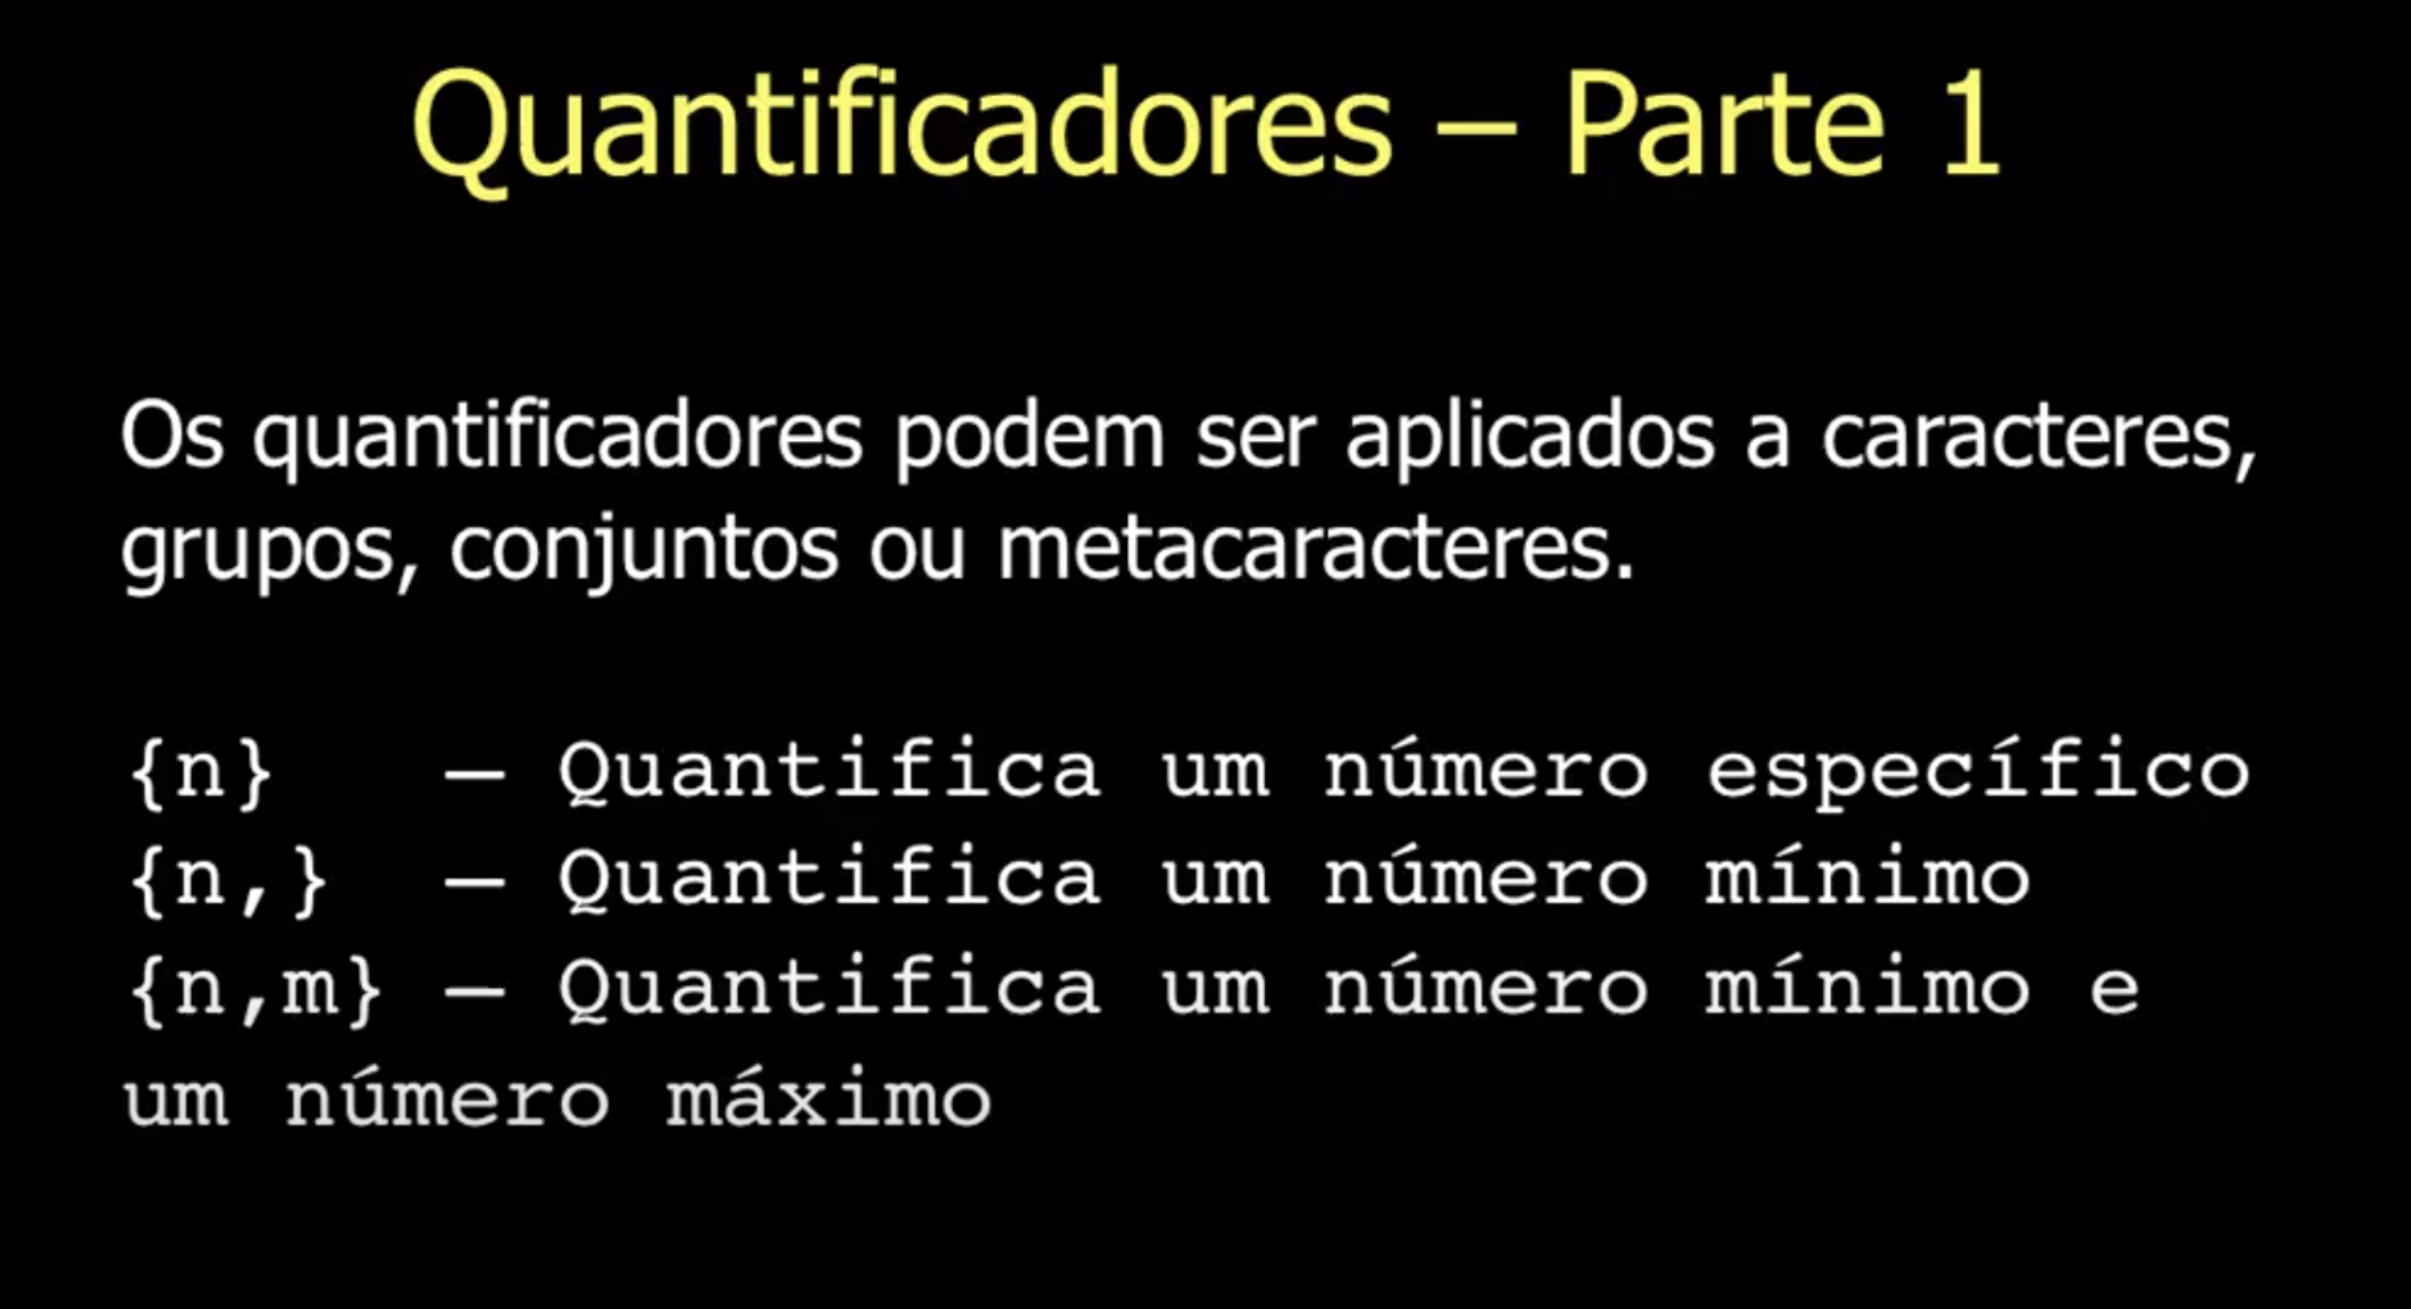 Quantificadores – Parte 1
Os quantificadores podem ser aplicados a caracteres,
grupos, conjuntos ou metacaracteres.
{n}   – Quantifica um número específico
{n,}  – Quantifica um número mínimo
{n,m} – Quantifica um número mínimo e
um número máximo